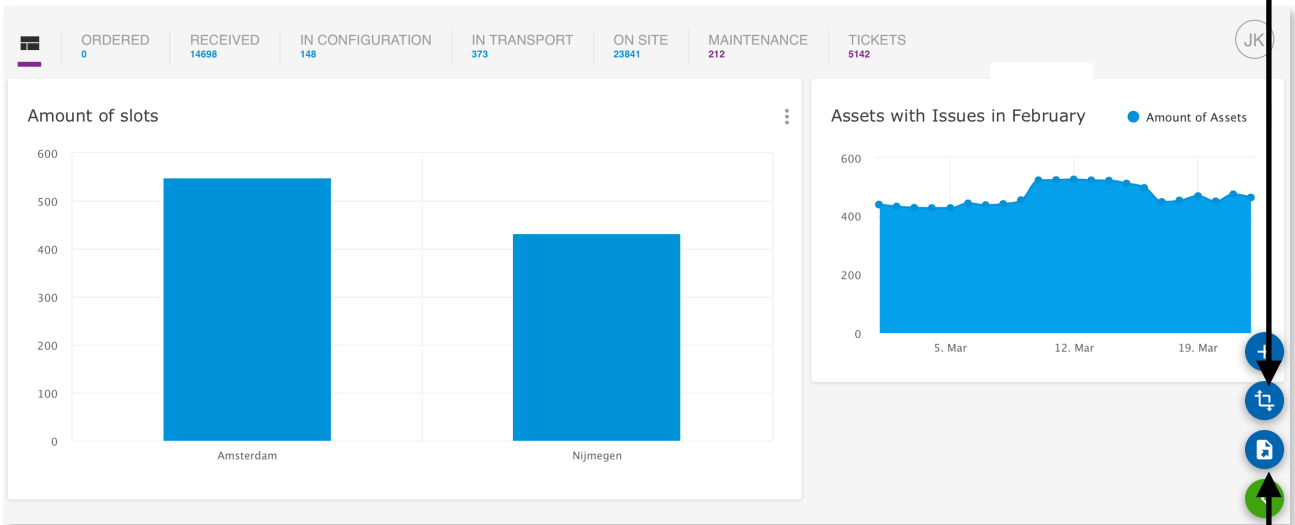 ORDERED RECEIVED IN CONFIGURATION IN TRANSPORT ON SITE MAINTENANCE TICKETS
0 14698 148 373 23841 212 5142
JK
Amount of slots
600
500
400
300
200
100
0
Amsterdam Nijmegen
Assets with Issues in February Amount of Assets
600
400
200
0
5. Mar 12. Mar 19. Mar